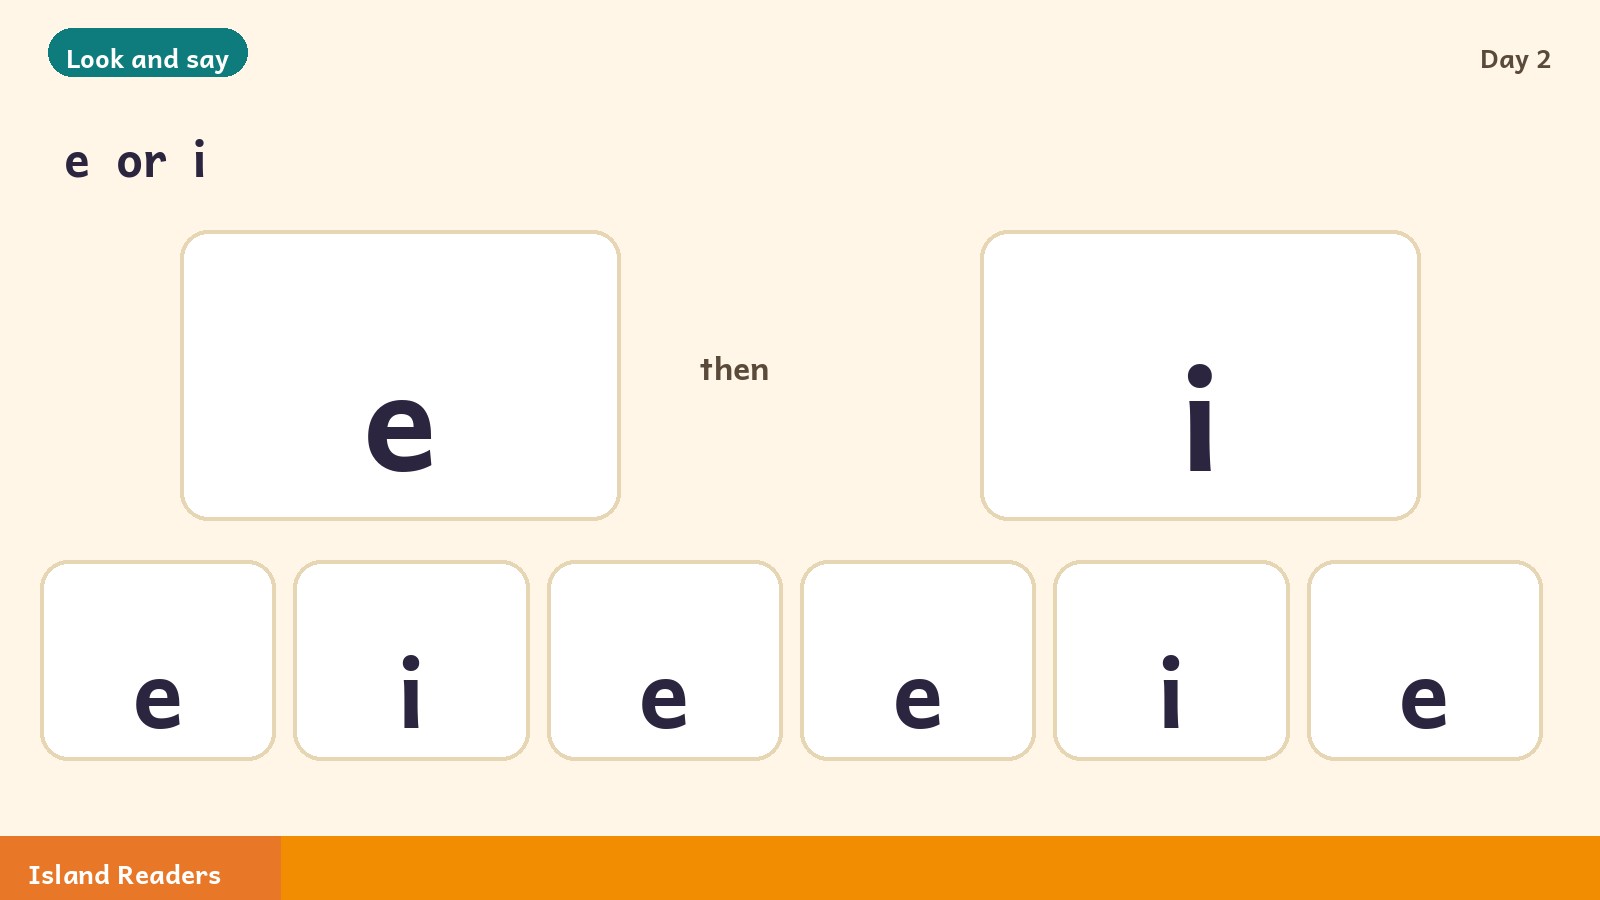 Look and say
Day 2
e or i
e then i
e i e e i e
Island Readers